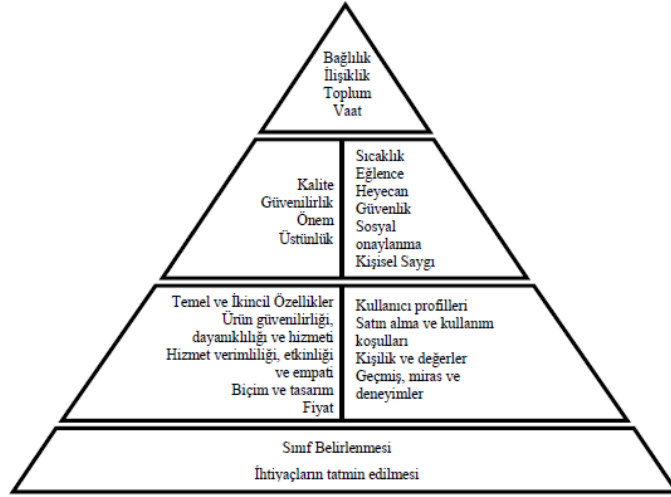 Bağlılık
İlişiklik
Toplum
Vaat
Kalite
Güvenilirlik
Önem
Üstünlük
Sıcaklık
Eğlence
Heyecan
Güvenlik
Sosyal
onaylanma
Kişisel Saygı
Temel ve İkincil Özellikler
Ürün güvenilirliği,
dayanıklılığı ve hizmeti
Hizmet verimliliği, etkinliği
ve empati
Biçim ve tasarım
Fiyat
Kullanıcı profilleri
Satın alma ve kullanım
koşulları
Kişilik ve değerler
Geçmiş, miras ve
deneyimler
Sınıf Belirlenmesi
İhtiyaçların tatmin edilmesi